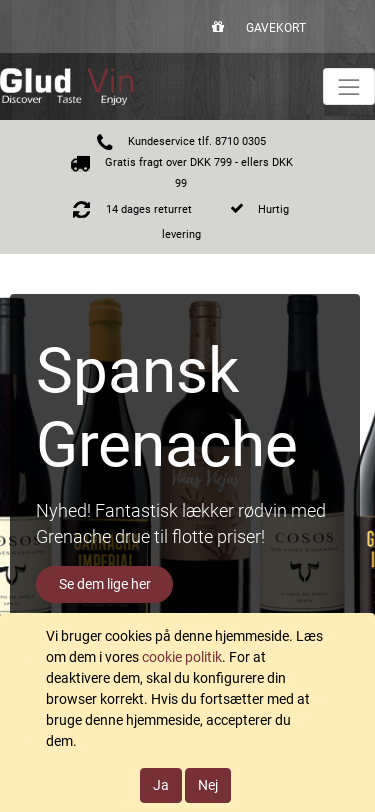 GAVEKORT
Glud Vin
Discover Taste Enjoy
Kundeservice tlf. 8710 0305
Gratis fragt over DKK 799 - ellers DKK
99
14 dages returret Hurtig
levering
Spansk
Grenache
Nyhed! Fantastisk lækker rødvin med
Grenache drue til flotte priser!
Se dem lige her
Viñas Viejas
GARNACHA
IMPERIAL
COSOS
COSOS
Vi bruger cookies på denne hjemmeside. Læs
om dem i vores cookie politik. For at
deaktivere dem, skal du konfigurere din
browser korrekt. Hvis du fortsætter med at
bruge denne hjemmeside, accepterer du
dem.
Ja Nej